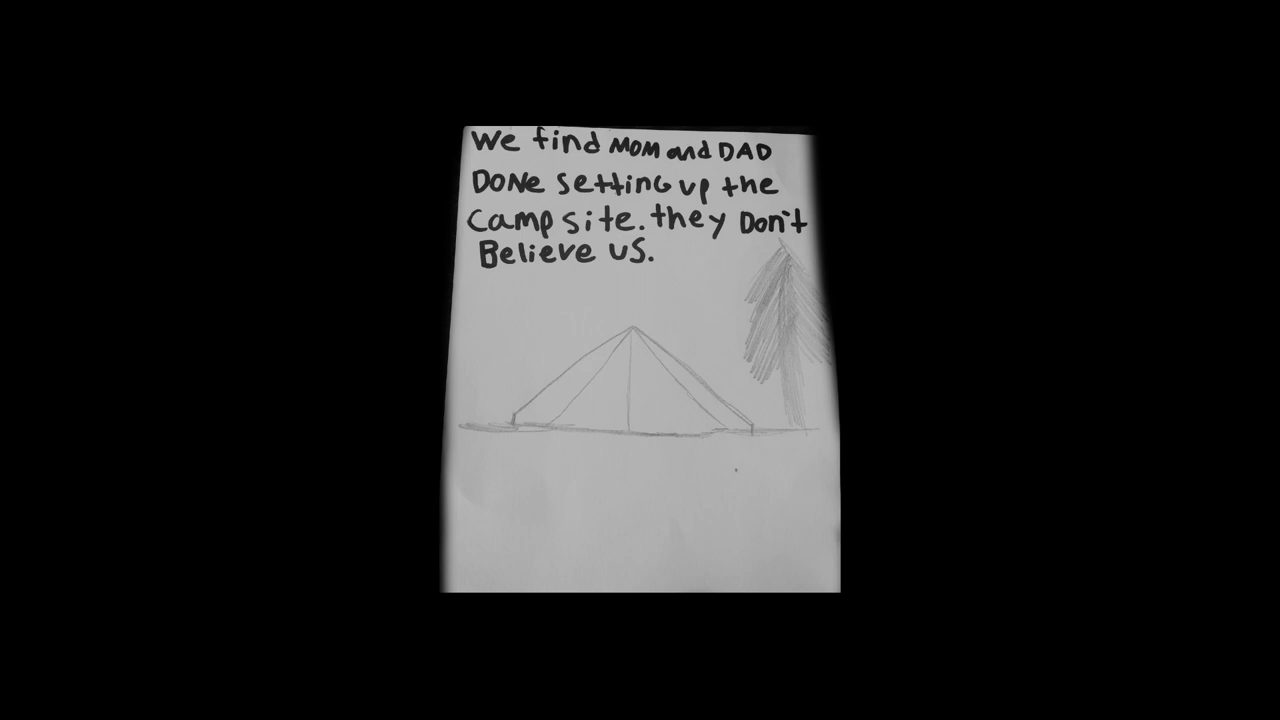 We find MOM and DAD
DONe setting up the
Camp site. they Don't
Believe US.